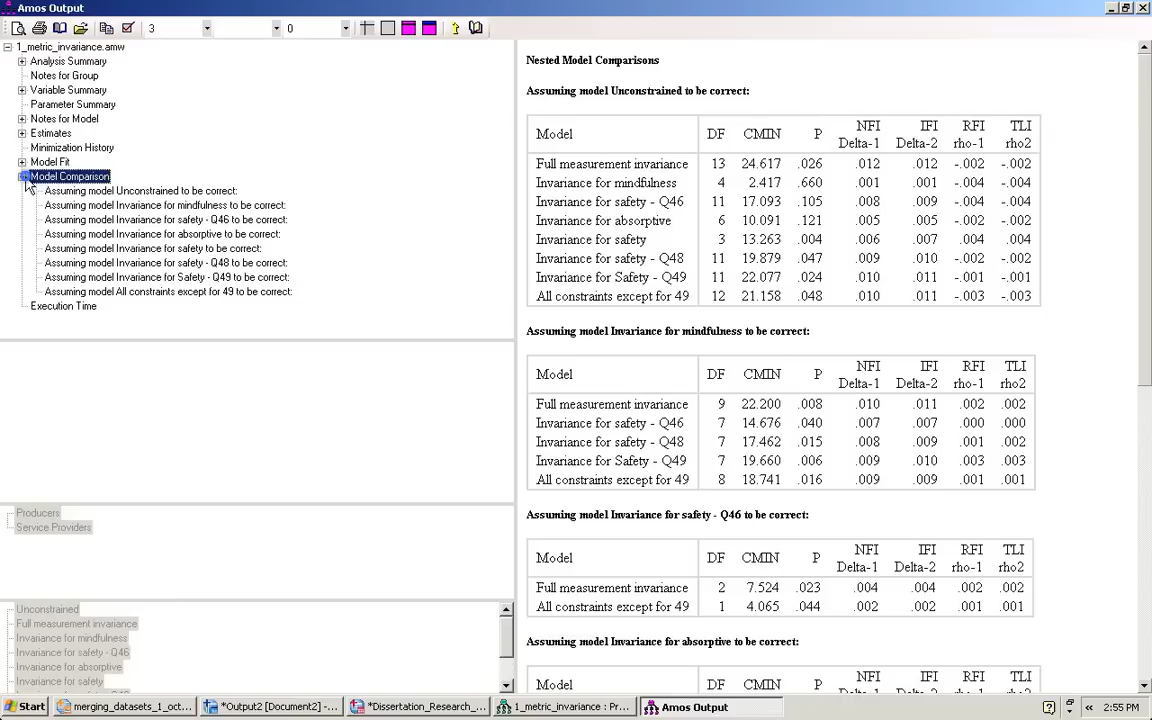 Amos Output
3
0
1_metric_invariance.amw
Analysis Summary
Notes for Group
Variable Summary
Parameter Summary
Notes for Model
Estimates
Minimization History
Model Fit
Model Comparison
Assuming model Unconstrained to be correct:
Assuming model Invariance for mindfulness to be correct:
Assuming model Invariance for safety - Q46 to be correct:
Assuming model Invariance for absorptive to be correct:
Assuming model Invariance for safety to be correct:
Assuming model Invariance for safety - Q48 to be correct:
Assuming model Invariance for Safety - Q49 to be correct:
Assuming model All constraints except for 49 to be correct:
Execution Time
Producers
Service Providers
Unconstrained
Full measurement invariance
Invariance for mindfulness
Invariance for safety - Q46
Invariance for absorptive
Invariance for safety
Nested Model Comparisons
Assuming model Unconstrained to be correct:
Model DF CMIN P NFI Delta-1 IFI Delta-2 RFI rho-1 TLI rho2
Full measurement invariance 13 24.617 .026 .012 .012 -.002 -.002
Invariance for mindfulness 4 2.417 .660 .001 .001 -.004 -.004
Invariance for safety - Q46 11 17.093 .105 .008 .009 -.004 -.004
Invariance for absorptive 6 10.091 .121 .005 .005 -.002 -.002
Invariance for safety 3 13.263 .004 .006 .007 .004 .004
Invariance for safety - Q48 11 19.879 .047 .009 .010 -.002 -.002
Invariance for Safety - Q49 11 22.077 .024 .010 .011 -.001 -.001
All constraints except for 49 12 21.158 .048 .010 .011 -.003 -.003
Assuming model Invariance for mindfulness to be correct:
Model DF CMIN P NFI Delta-1 IFI Delta-2 RFI rho-1 TLI rho2
Full measurement invariance 9 22.200 .008 .010 .011 .002 .002
Invariance for safety - Q46 7 14.676 .040 .007 .007 .000 .000
Invariance for safety - Q48 7 17.462 .015 .008 .009 .001 .002
Invariance for Safety - Q49 7 19.660 .006 .009 .010 .003 .003
All constraints except for 49 8 18.741 .016 .009 .009 .001 .001
Assuming model Invariance for safety - Q46 to be correct:
Model DF CMIN P NFI Delta-1 IFI Delta-2 RFI rho-1 TLI rho2
Full measurement invariance 2 7.524 .023 .004 .004 .002 .002
All constraints except for 49 1 4.065 .044 .002 .002 .001 .001
Assuming model Invariance for absorptive to be correct:
Model DF CMIN P NFI Delta-1 IFI Delta-2 RFI rho-1 TLI rho2
Start merging_datasets_1_oct... *Output2 [Document2] -... *Dissertation_Research_... 1_metric_invariance : Pr... Amos Output « 2:55 PM